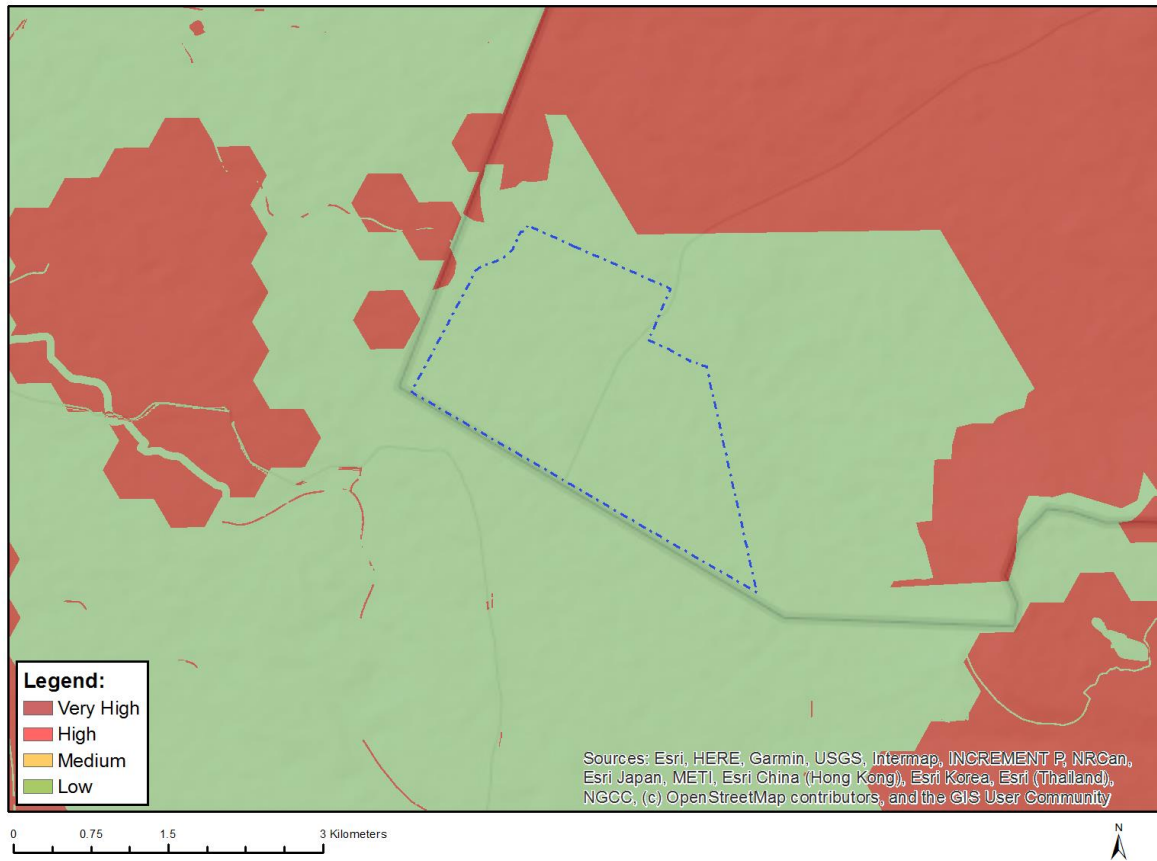 Legend:
Very High
High
Medium
Low
Sources: Esri, HERE, Garmin, USGS, Intermap, INCREMENT P, NRCan,
Esri Japan, METI, Esri China (Hong Kong), Esri Korea, Esri (Thailand),
NGCC, (c) OpenStreetMap contributors, and the GIS User Community
0 0.75 1.5 3 Kilometers
N